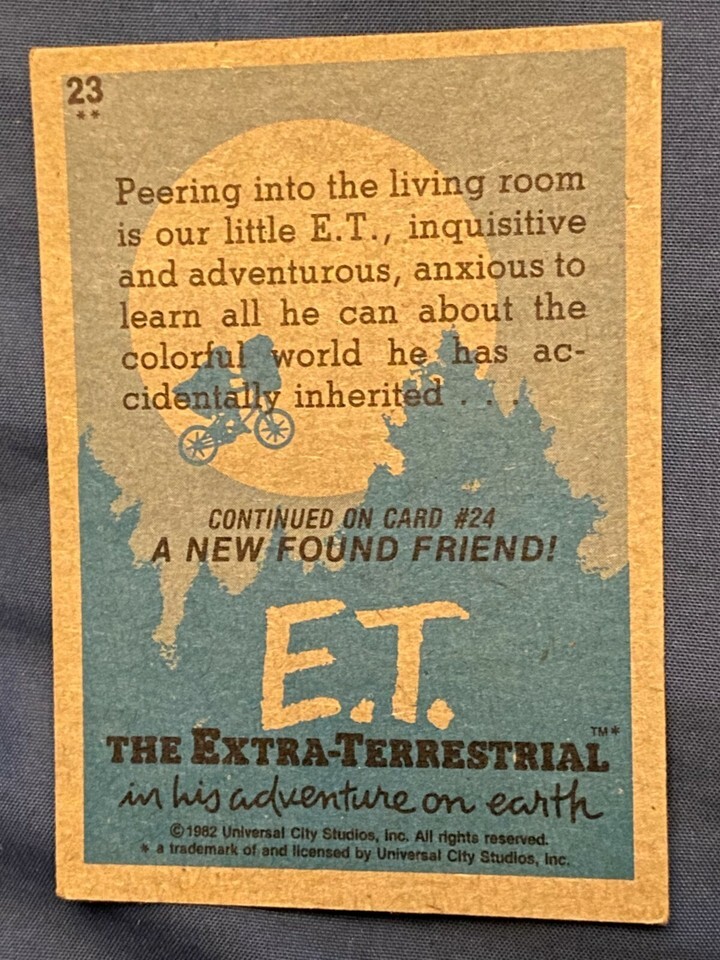 23
**
Peering into the living room
is our little E.T., inquisitive
and adventurous, anxious to
learn all he can about the
colorful world he has ac-
cidentally inherited . . .
CONTINUED ON CARD #24
A NEW FOUND FRIEND!
E.T.
THE EXTRA-TERRESTRIAL™*
in his adventure on earth
©1982 Universal City Studios, Inc. All rights reserved.
* a trademark of and licensed by Universal City Studios, Inc.